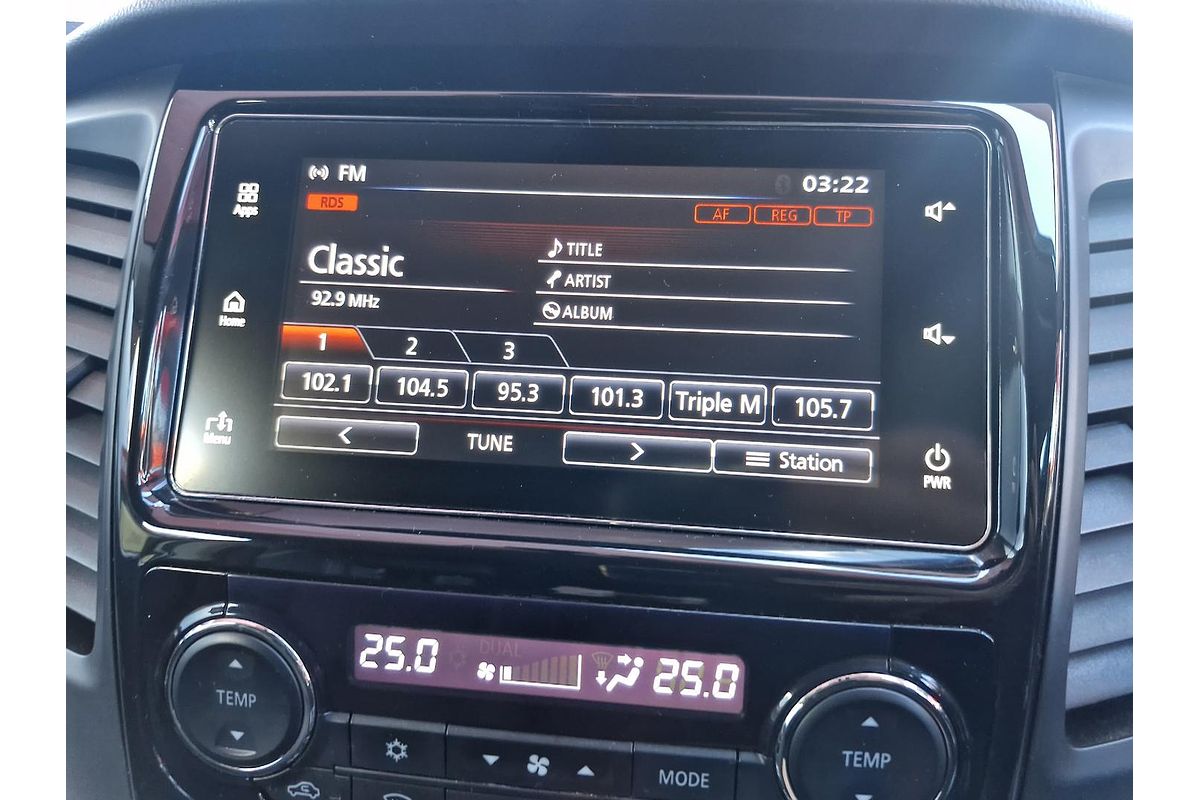 FM 03:22
Apps
RDS AF REG TP
Classic
92.9 MHz
TITLE
ARTIST
ALBUM
Home
1 2 3
102.1 104.5 95.3 101.3 Triple M 105.7
Menu
< TUNE > Station
PWR
25.0 DUAL 25.0
TEMP
TEMP
MODE